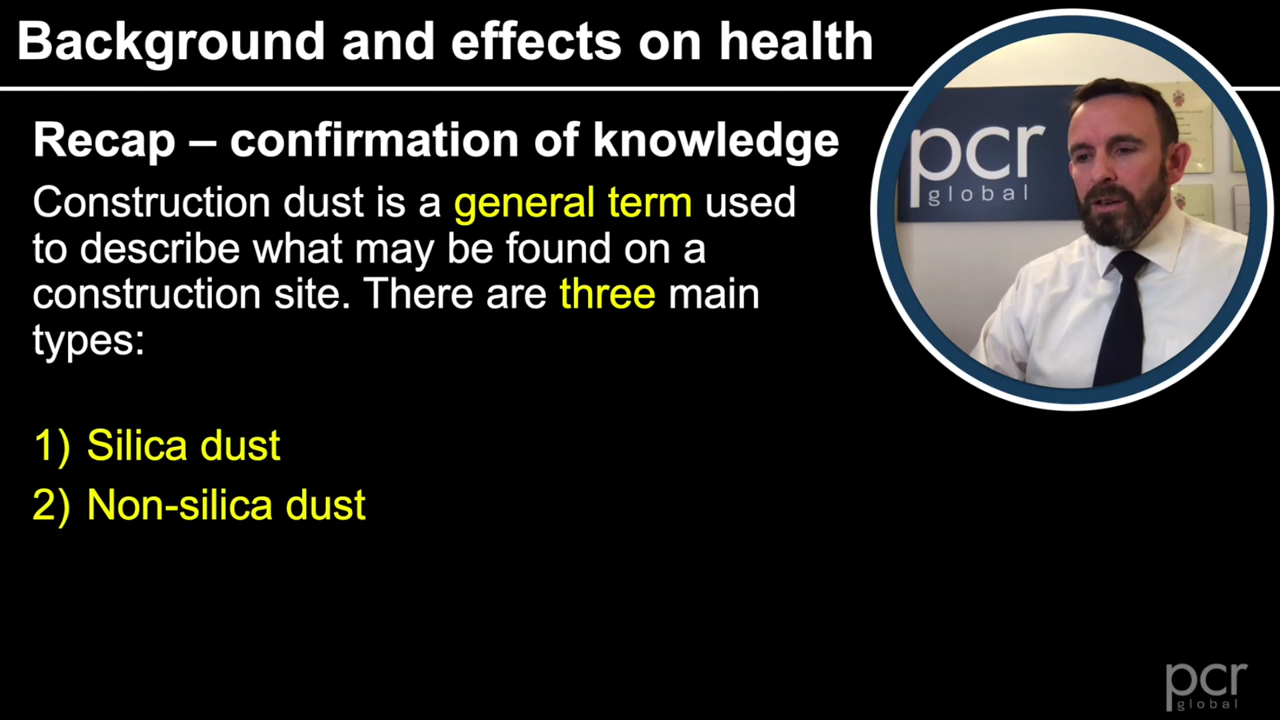 Background and effects on health
Recap – confirmation of knowledge
Construction dust is a general term used
to describe what may be found on a
construction site. There are three main
types:
1) Silica dust
2) Non-silica dust
pcr
global
pcr
global